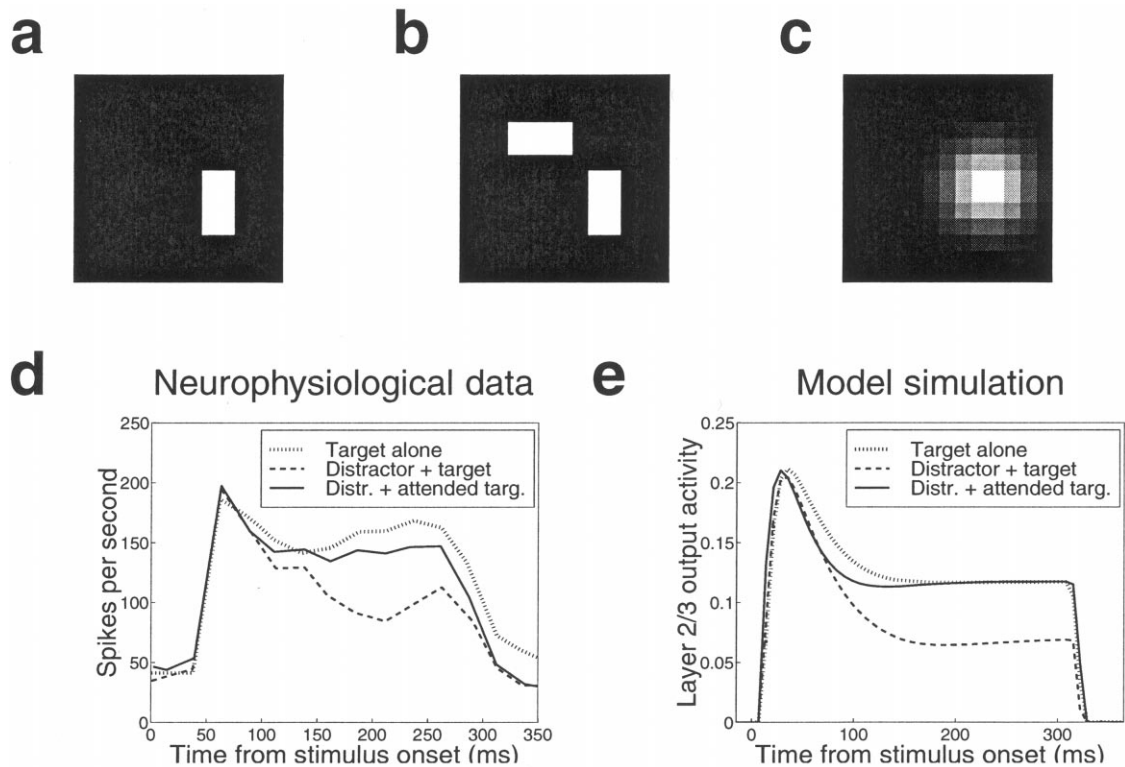 a
b
c
d
Neurophysiological data
250
200
150
100
50
0
Spikes per second
Target alone
Distractor + target
Distr. + attended targ.
0 50 100 150 200 250 300 350
Time from stimulus onset (ms)
e
Model simulation
0.25
0.2
0.15
0.1
0.05
0
Layer 2/3 output activity
Target alone
Distractor + target
Distr. + attended targ.
0 100 200 300
Time from stimulus onset (ms)